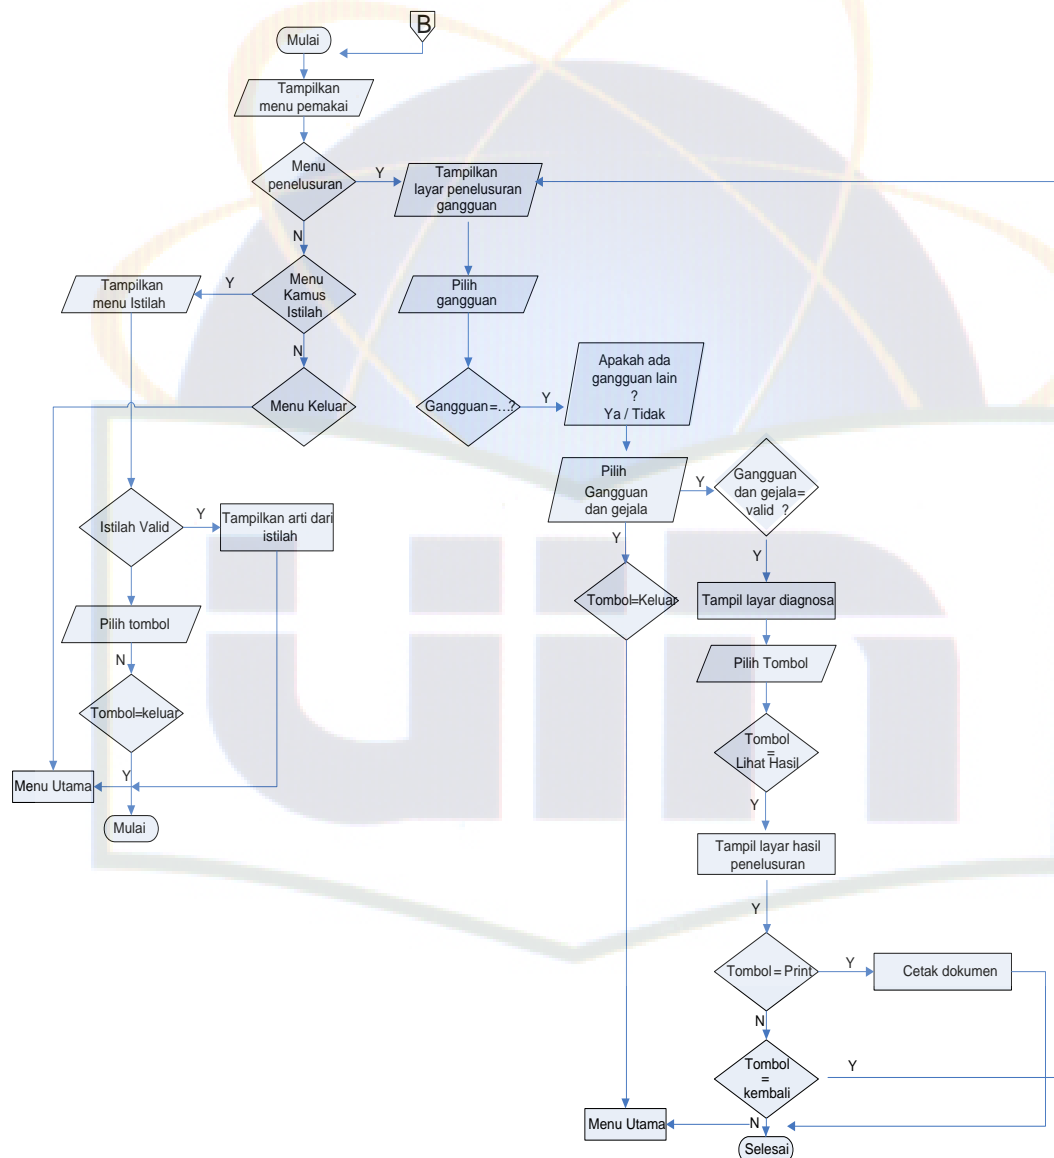 B
Mulai
Tampilkan
menu pemakai
Menu
penelusuran
Y
Tampilkan
layar penelusuran
gangguan
N
Tampilkan
menu Istilah
Y
Menu
Kamus
Istilah
Pilih
gangguan
N
Menu Keluar
Gangguan=...?
Y
Apakah ada
gangguan lain
?
Ya / Tidak
Pilih
Gangguan
dan gejala
Y
Gangguan
dan gejala=
valid ?
Istilah Valid
Y
Tampilkan arti dari
istilah
Y
Y
Tombol=Keluar
Tampil layar diagnosa
Pilih tombol
N
Pilih Tombol
Tombol=keluar
Tombol
=
Lihat Hasil
Y
Menu Utama
Y
Mulai
Tampil layar hasil
penelusuran
Y
Tombol = Print
Y
Cetak dokumen
N
Tombol
=
kembali
Y
Menu Utama
N
Selesai
uin